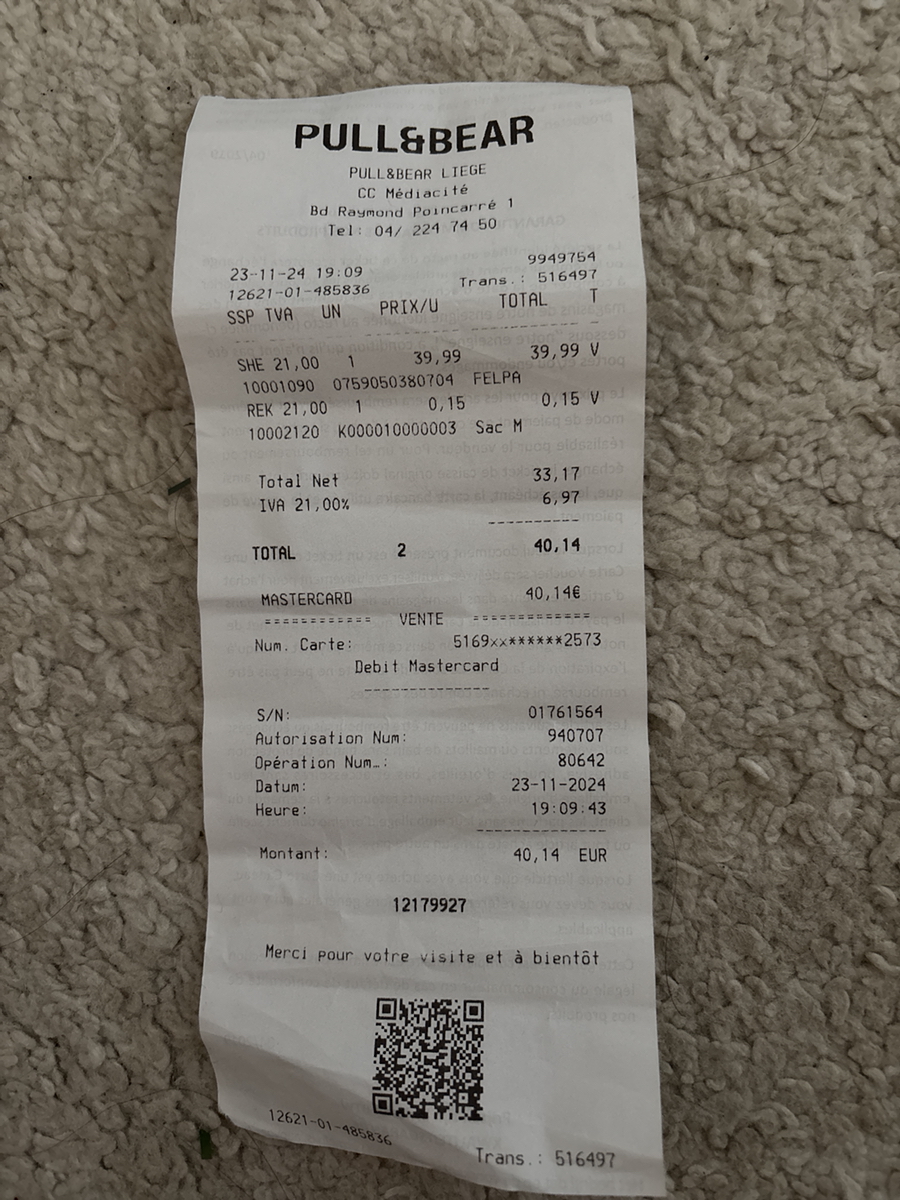 PULL&BEAR
PULL&BEAR LIEGE
CC Médiacité
Bd Raymond Poincarré 1
Tel: 04/ 224 74 50
9949754
23-11-24 19:09
Trans.: 516497
12621-01-485836
SSP TVA UN PRIX/U TOTAL T
SHE 21,00 1 39,99 39,99 V
10001090 0759050380704 FELPA
REK 21,00 1 0,15 0,15 V
10002120 K000010000003 Sac M
Total Net 33,17
IVA 21,00% 6,97
----------
TOTAL 2 40,14
MASTERCARD 40,14€
============ VENTE =============
Num. Carte: 5169xx******2573
Debit Mastercard
--------------
S/N: 01761564
Autorisation Num: 940707
Opération Num…: 80642
Datum: 23-11-2024
Heure: 19:09:43
--------------
Montant: 40,14 EUR
12179927
Merci pour votre visite et à bientôt
12621-01-485836
Trans.: 516497